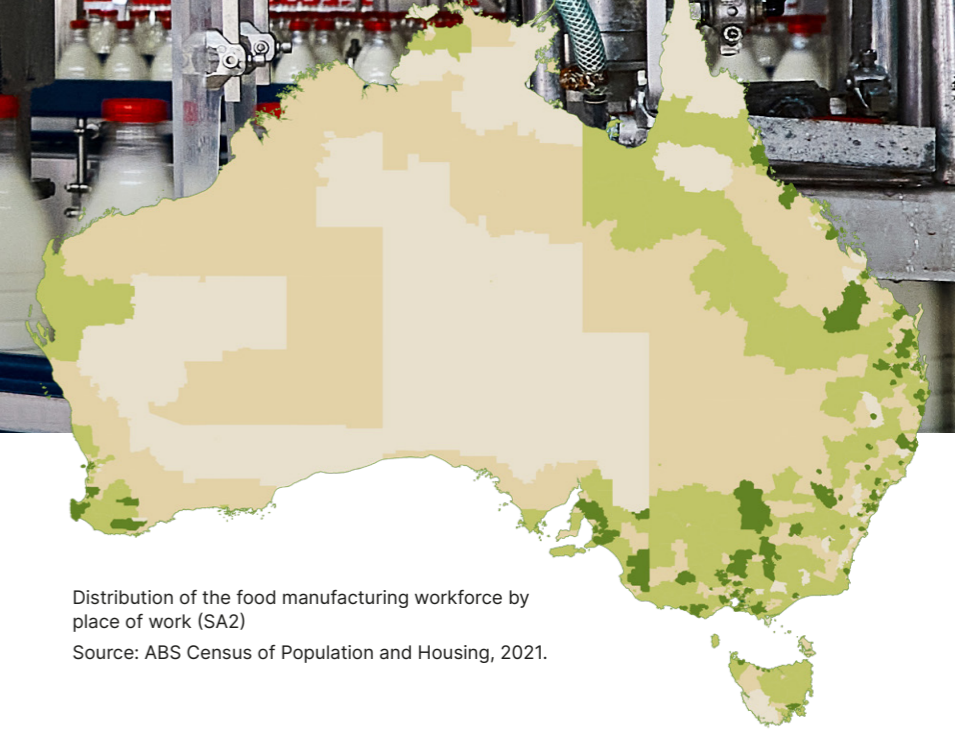 Distribution of the food manufacturing workforce by
place of work (SA2)
Source: ABS Census of Population and Housing, 2021.